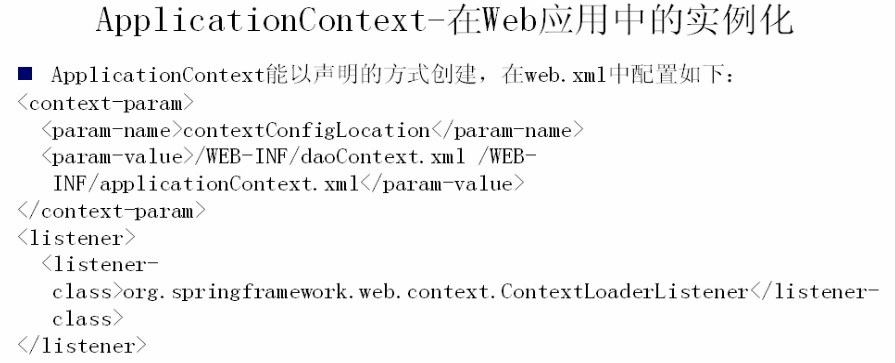 ApplicationContext-在Web应用中的实例化
■ ApplicationContext能以声明的方式创建，在web.xml中配置如下：
<context-param>
<param-name>contextConfigLocation</param-name>
<param-value>/WEB-INF/daoContext.xml /WEB-
INF/applicationContext.xml</param-value>
</context-param>
<listener>
<listener-
class>org.springframework.web.context.ContextLoaderListener</listener-
class>
</listener>